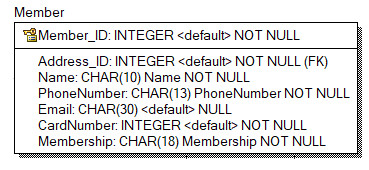 Member
Member_ID: INTEGER <default> NOT NULL
Address_ID: INTEGER <default> NOT NULL (FK)
Name: CHAR(10) Name NOT NULL
PhoneNumber: CHAR(13) PhoneNumber NOT NULL
Email: CHAR(30) <default> NULL
CardNumber: INTEGER <default> NOT NULL
Membership: CHAR(18) Membership NOT NULL